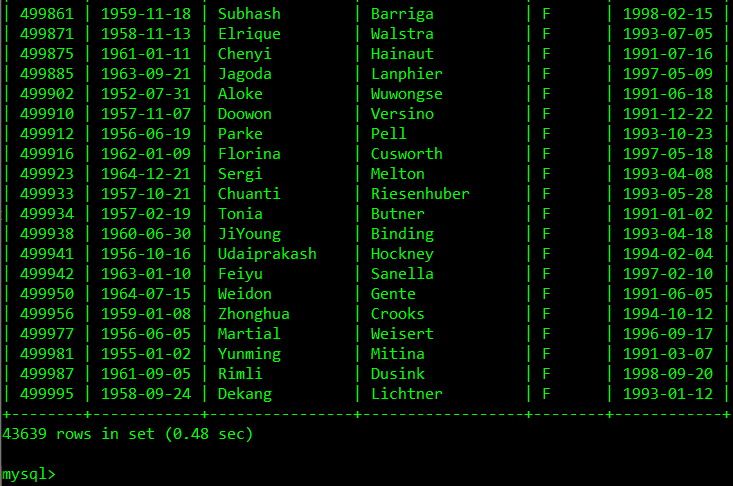 | 499861 | 1959-11-18 | Subhash | Barriga | F | 1998-02-15 |
| 499871 | 1958-11-13 | Elrique | Walstra | F | 1993-07-05 |
| 499875 | 1961-01-11 | Chenyi | Hainaut | F | 1991-07-16 |
| 499885 | 1963-09-21 | Jagoda | Lanphier | F | 1997-05-09 |
| 499902 | 1952-07-31 | Aloke | Wuwongse | F | 1991-06-18 |
| 499910 | 1957-11-07 | Doowon | Versino | F | 1991-12-22 |
| 499912 | 1956-06-19 | Parke | Pell | F | 1993-10-23 |
| 499916 | 1962-01-09 | Florina | Cusworth | F | 1997-05-18 |
| 499923 | 1964-12-21 | Sergi | Melton | F | 1993-04-08 |
| 499933 | 1957-10-21 | Chuanti | Riesenhuber | F | 1993-05-28 |
| 499934 | 1957-02-19 | Tonia | Butner | F | 1991-01-02 |
| 499938 | 1960-06-30 | JiYoung | Binding | F | 1993-04-18 |
| 499941 | 1956-10-16 | Udaiprakash | Hockney | F | 1994-02-04 |
| 499942 | 1963-01-10 | Feiyu | Sanella | F | 1997-02-10 |
| 499950 | 1964-07-15 | Weidon | Gente | F | 1991-06-05 |
| 499956 | 1959-01-08 | Zhonghua | Crooks | F | 1994-10-12 |
| 499977 | 1956-06-05 | Martial | Weisert | F | 1996-09-17 |
| 499981 | 1955-01-02 | Yunming | Mitina | F | 1991-03-07 |
| 499987 | 1961-09-05 | Rimli | Dusink | F | 1998-09-20 |
| 499995 | 1958-09-24 | Dekang | Lichtner | F | 1993-01-12 |
+--------+------------+---------------+-----------------+--------+------------+
43639 rows in set (0.48 sec)
mysql>